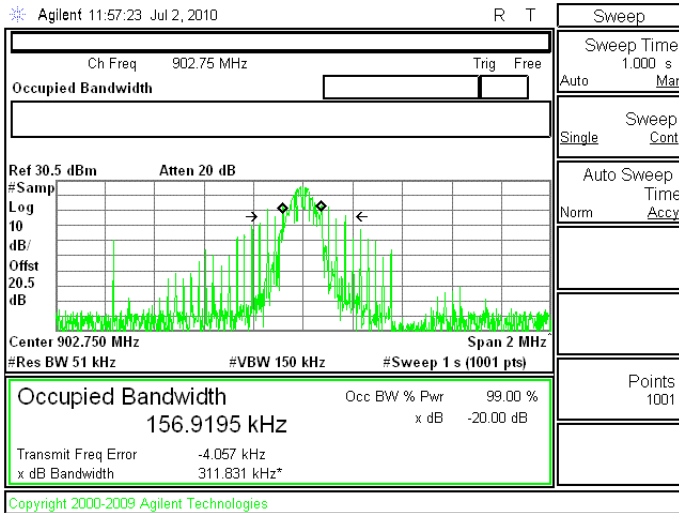 Agilent 11:57:23 Jul 2, 2010 R T
Ch Freq 902.75 MHz Trig Free
Occupied Bandwidth
Ref 30.5 dBm Atten 20 dB
#Samp
Log
10
dB/
Offst
20.5
dB
Center 902.750 MHz Span 2 MHz
#Res BW 51 kHz #VBW 150 kHz #Sweep 1 s (1001 pts)
Occupied Bandwidth Occ BW % Pwr 99.00 %
156.9195 kHz x dB -20.00 dB
Transmit Freq Error -4.057 kHz
x dB Bandwidth 311.831 kHz*
Copyright 2000-2009 Agilent Technologies
Sweep
Sweep Time
1.000 s
Auto Man
Sweep
Single Cont
Auto Sweep
Time
Norm Accy
Points
1001